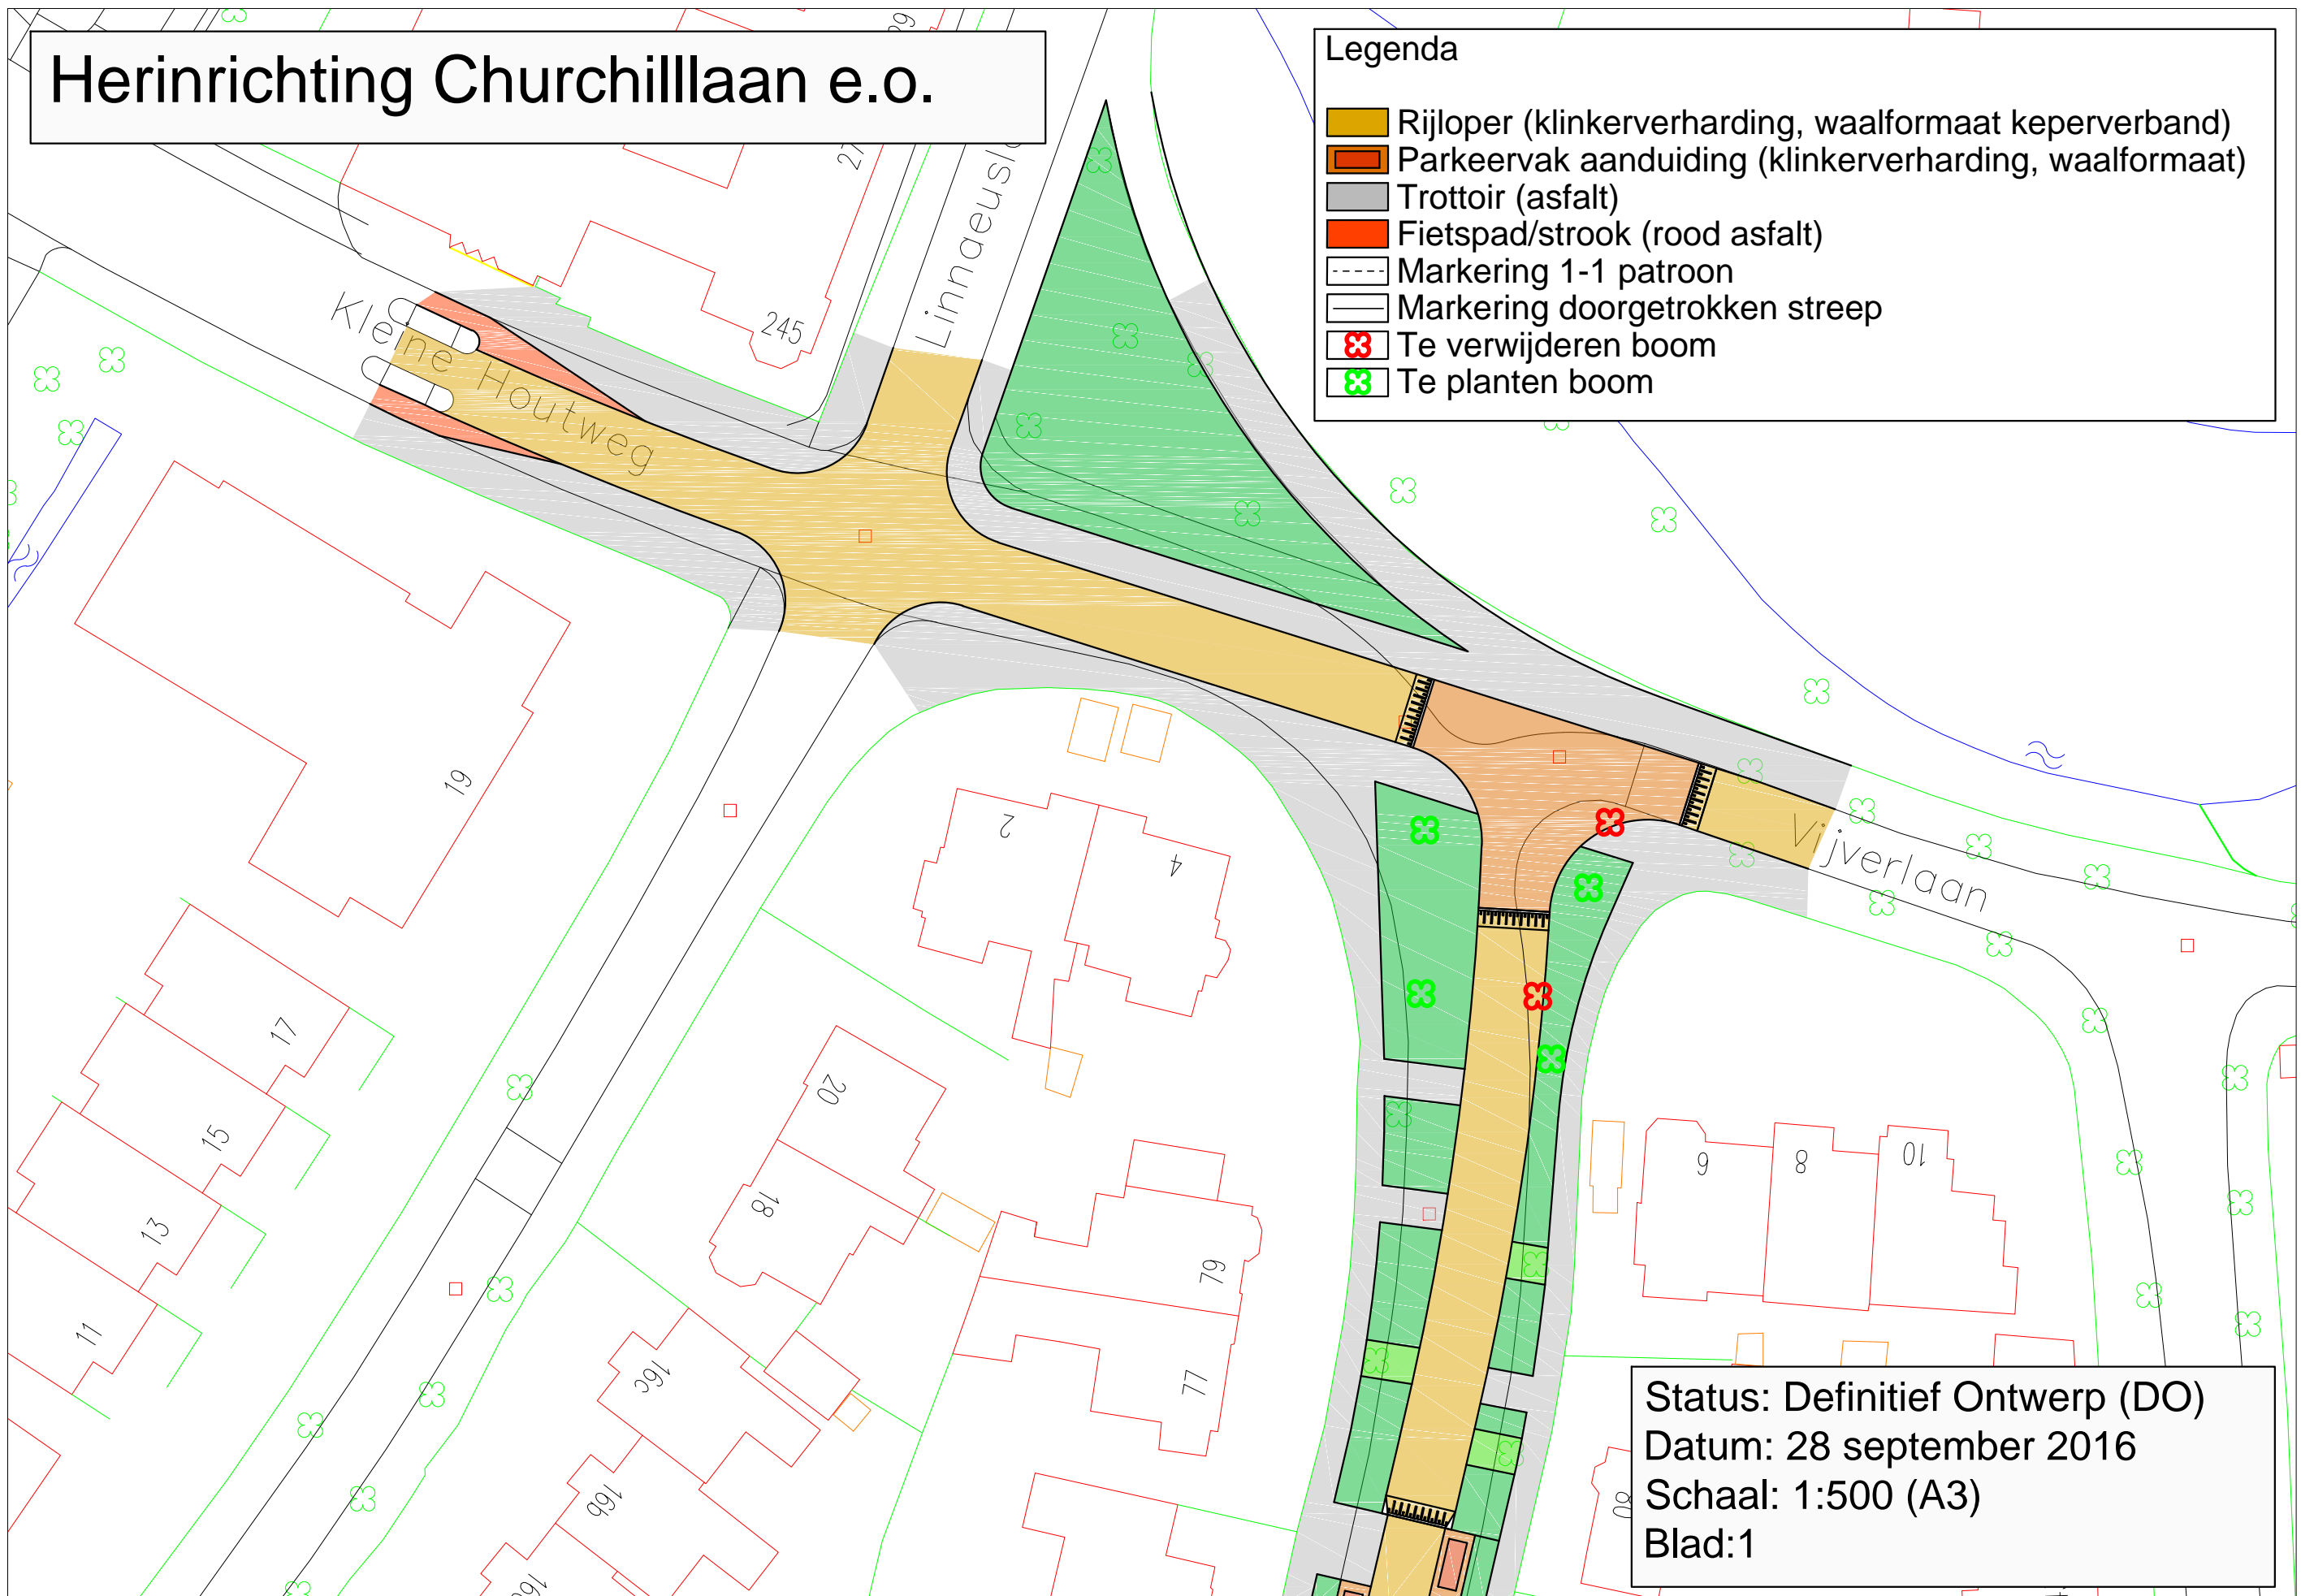 Herinrichting Churchilllaan e.o.
Legenda
Rijloper (klinkerverharding, waalformaat keperverband)
Parkeervak aanduiding (klinkerverharding, waalformaat)
Trottoir (asfalt)
Fietspad/strook (rood asfalt)
Markering 1-1 patroon
Markering doorgetrokken streep
Te verwijderen boom
Te planten boom
Kleine Houtweg
245
Vijverlaan
19
2
4
17
20
15
18
13
6
8
10
79
11
77
16c
16b
Status: Definitief Ontwerp (DO)
Datum: 28 september 2016
Schaal: 1:500 (A3)
Blad:1